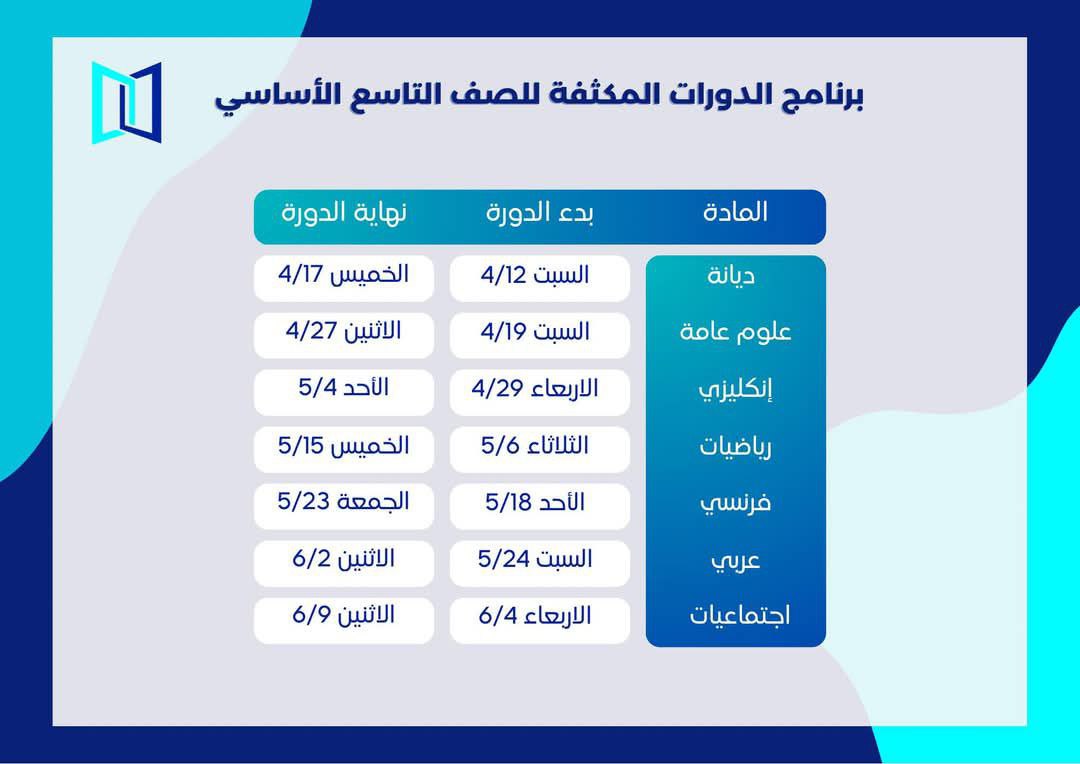 برنامج الدورات المكثفة للصف التاسع الأساسي
المادة بدء الدورة نهاية الدورة
ديانة السبت 4/12 الخميس 4/17
علوم عامة السبت 4/19 الاثنين 4/27
إنكليزي الاربعاء 4/29 الأحد 5/4
رياضيات الثلاثاء 5/6 الخميس 5/15
فرنسي الأحد 5/18 الجمعة 5/23
عربي السبت 5/24 الاثنين 6/2
اجتماعيات الاربعاء 6/4 الاثنين 6/9